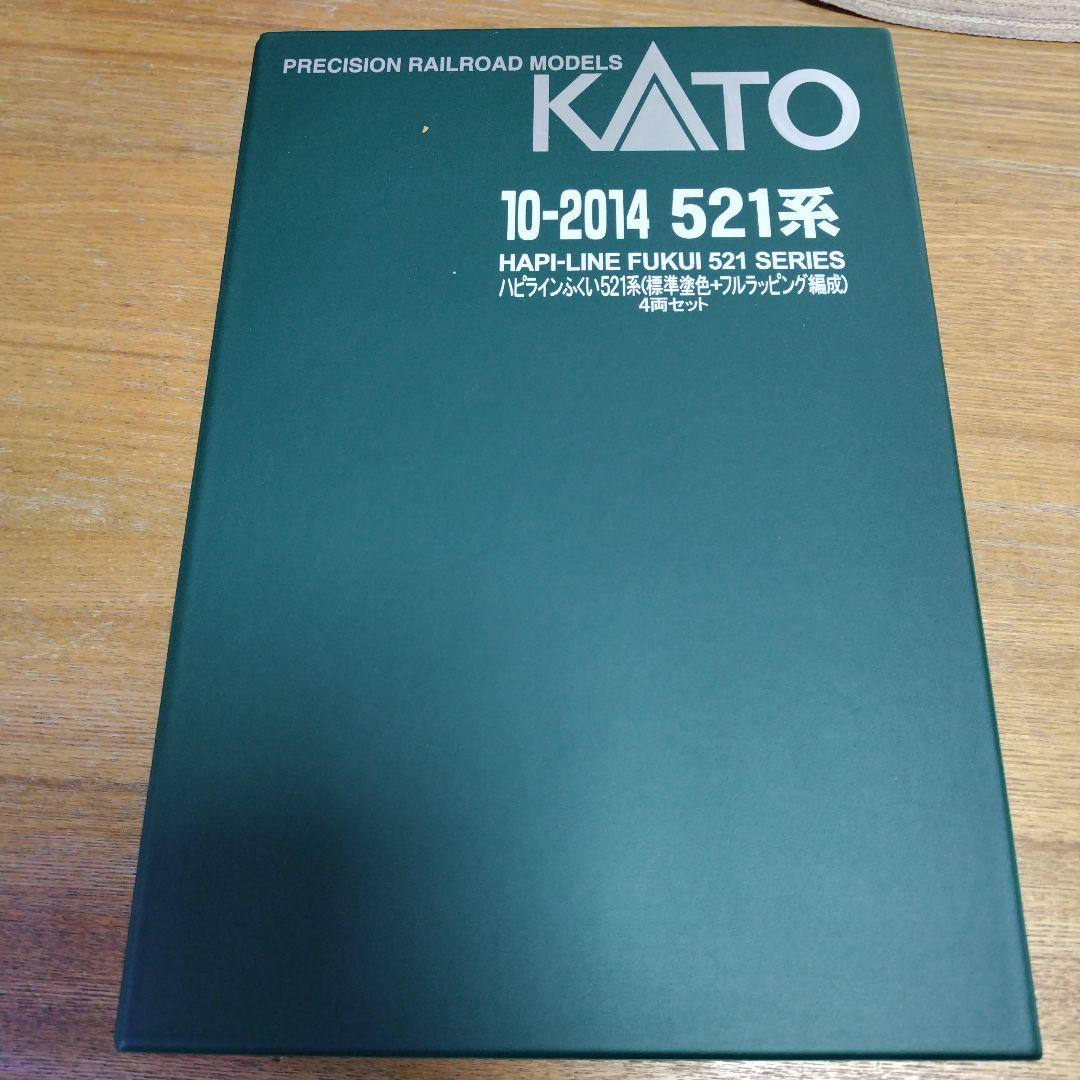 PRECISION RAILROAD MODELS
KATO
10-2014 521系
HAPI-LINE FUKUI 521 SERIES
ハピラインふくい521系(標準塗色+フルラッピング編成)
4両セット